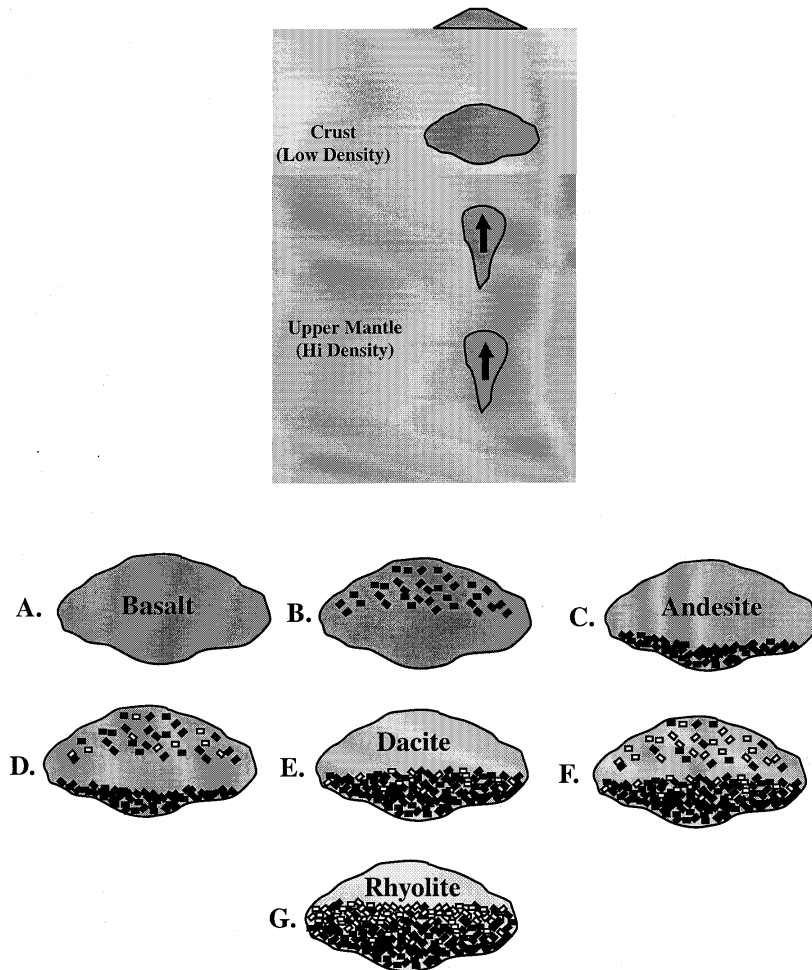 Crust
(Low Density)
Upper Mantle
(Hi Density)
A. Basalt
B.
C. Andesite
D.
E. Dacite
F.
G. Rhyolite